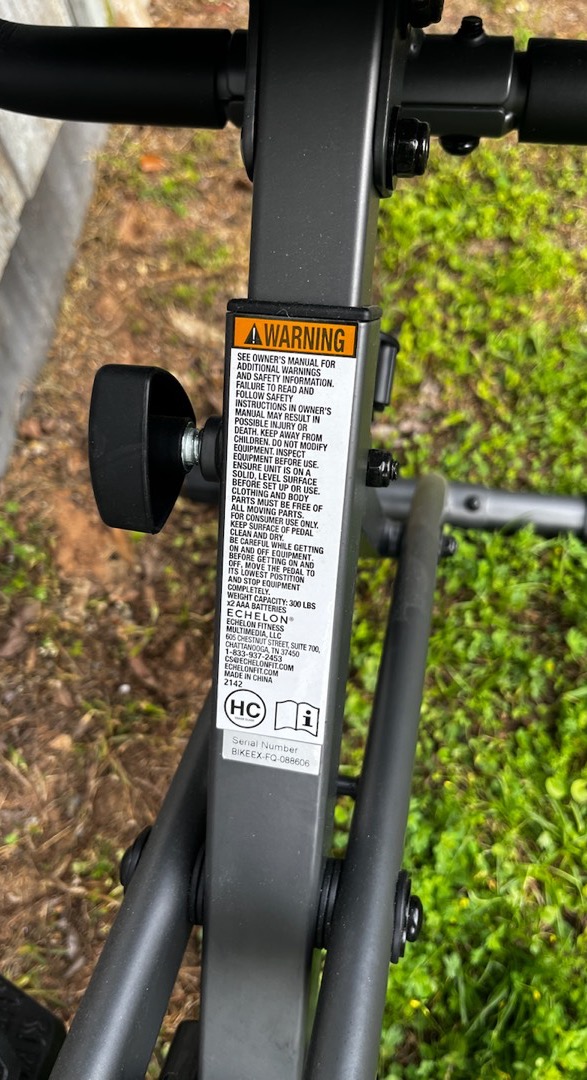 WARNING
SEE OWNER'S MANUAL FOR
ADDITIONAL WARNINGS
AND SAFETY INFORMATION.
FAILURE TO READ AND
FOLLOW SAFETY
INSTRUCTIONS IN OWNER'S
MANUAL MAY RESULT IN
POSSIBLE INJURY OR
DEATH. KEEP AWAY FROM
CHILDREN. DO NOT MODIFY
EQUIPMENT. INSPECT
EQUIPMENT BEFORE USE.
ENSURE UNIT IS ON A
SOLID, LEVEL SURFACE
BEFORE SET UP OR USE.
CLOTHING AND BODY
PARTS MUST BE FREE OF
ALL MOVING PARTS.
FOR CONSUMER USE ONLY.
KEEP SURFACE OF PEDAL
CLEAN AND DRY.
BE CAREFUL WHILE GETTING
ON AND OFF EQUIPMENT.
BEFORE GETTING ON AND
OFF, MOVE THE PEDAL TO
ITS LOWEST POSTITION
AND STOP EQUIPMENT
COMPLETELY.
WEIGHT CAPACITY: 300 LBS
x2 AAA BATTERIES
ECHELON®
ECHELON FITNESS
MULTIMEDIA, LLC
605 CHESTNUT STREET, SUITE 700,
CHATTANOOGA, TN 37450
1-833-937-2453
CS@ECHELONFIT.COM
ECHELONFIT.COM
MADE IN CHINA
2142
HC
Serial Number
BIKEEX-FQ-088606